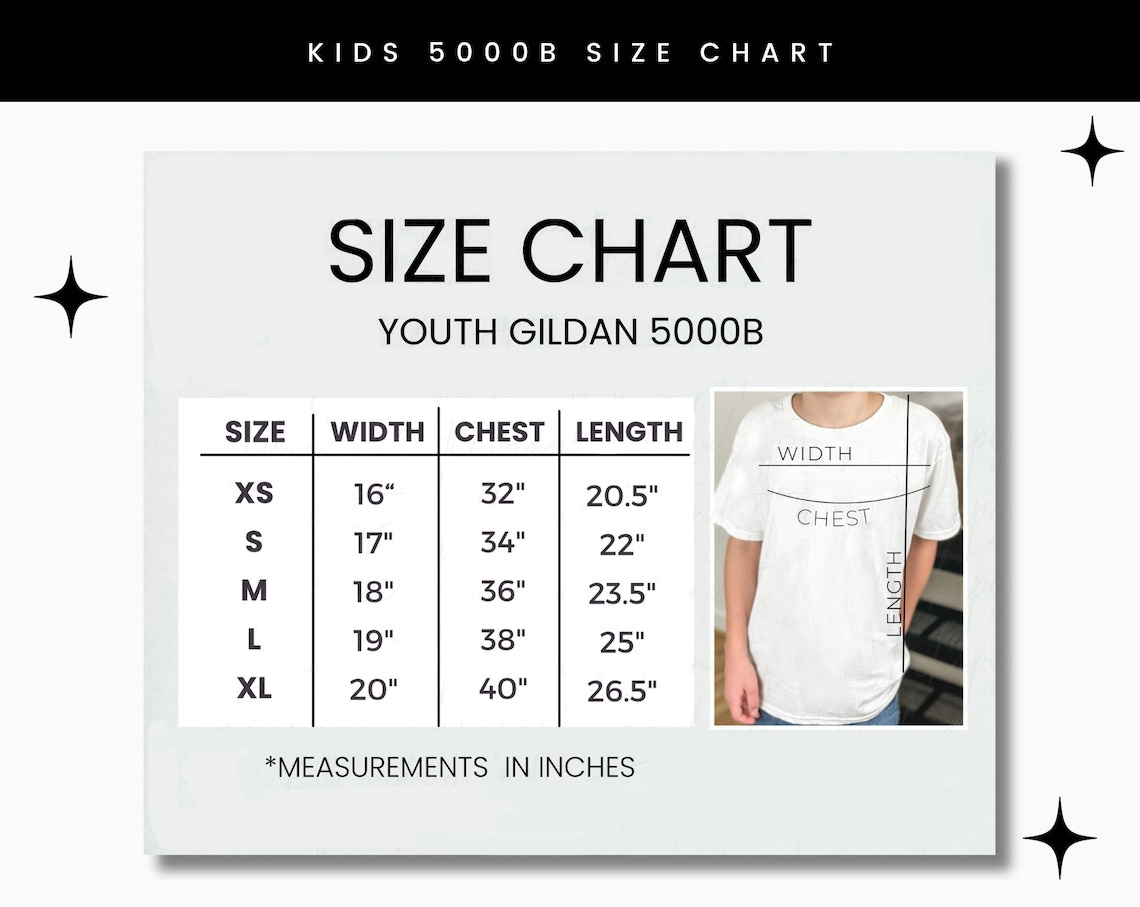 KIDS 5000B SIZE CHART
SIZE CHART
YOUTH GILDAN 5000B
SIZE WIDTH CHEST LENGTH
XS 16“ 32" 20.5"
S 17" 34" 22"
M 18" 36" 23.5"
L 19" 38" 25"
XL 20" 40" 26.5"
WIDTH
CHEST
LENGTH
*MEASUREMENTS IN INCHES